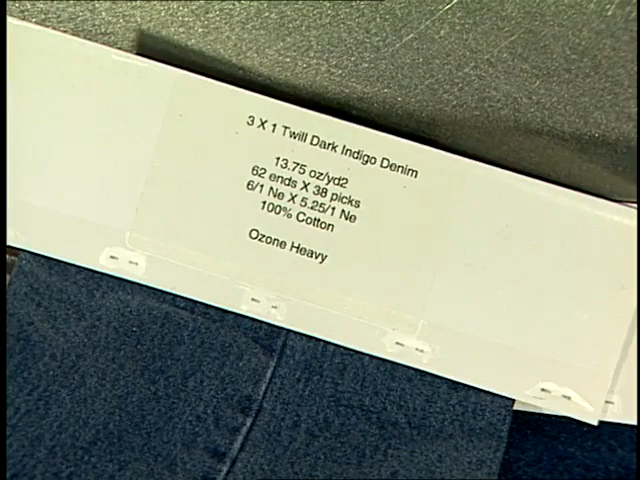 3 X 1 Twill Dark Indigo Denim
13.75 oz/yd2
62 ends X 38 picks
6/1 Ne X 5.25/1 Ne
100% Cotton
Ozone Heavy